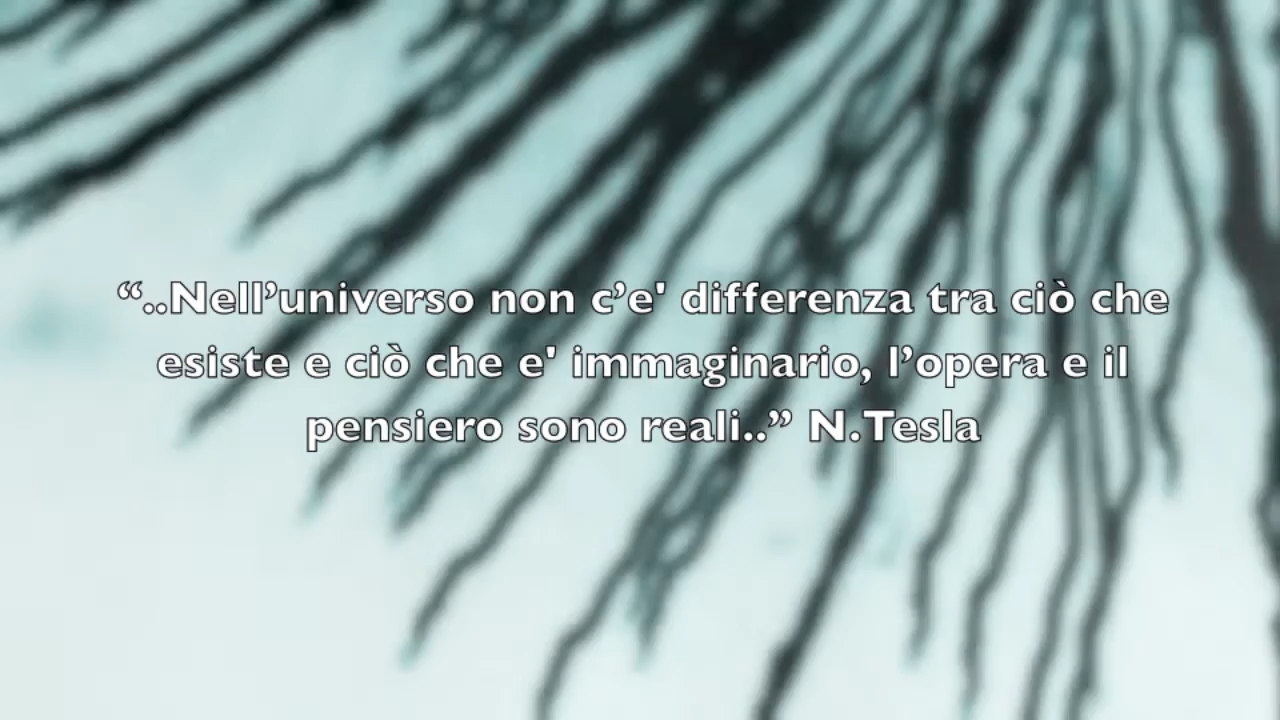 “..Nell’universo non c’e' differenza tra ciò che
esiste e ciò che e' immaginario, l’opera e il
pensiero sono reali..” N.Tesla